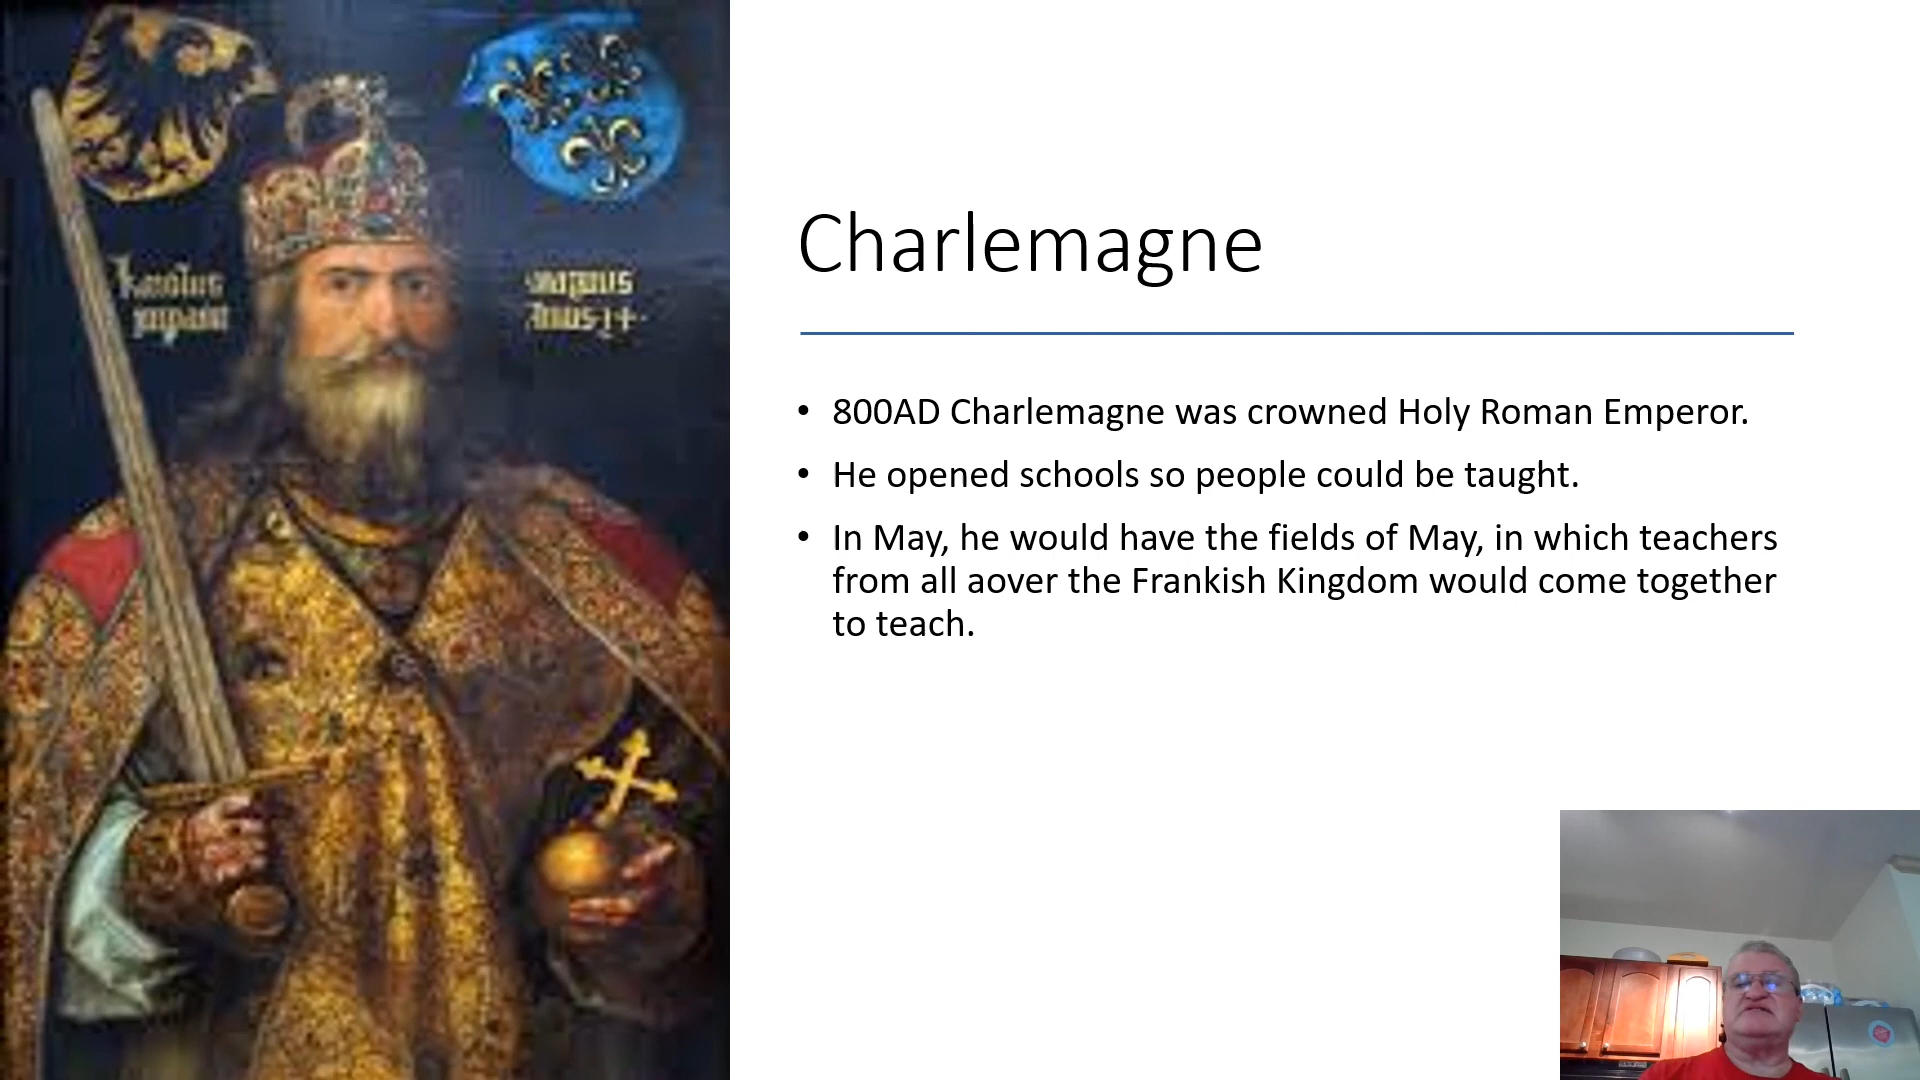 Charlemagne
• 800AD Charlemagne was crowned Holy Roman Emperor.
• He opened schools so people could be taught.
• In May, he would have the fields of May, in which teachers
from all aover the Frankish Kingdom would come together
to teach.